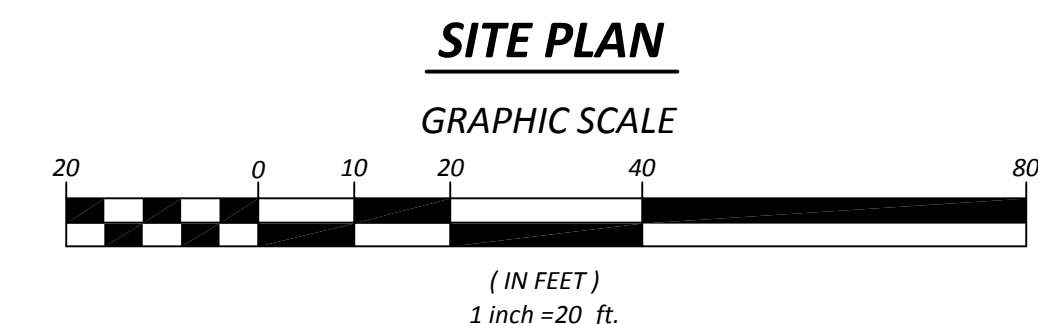 SITE PLAN
GRAPHIC SCALE
20 0 10 20 40 80
( IN FEET )
1 inch =20 ft.